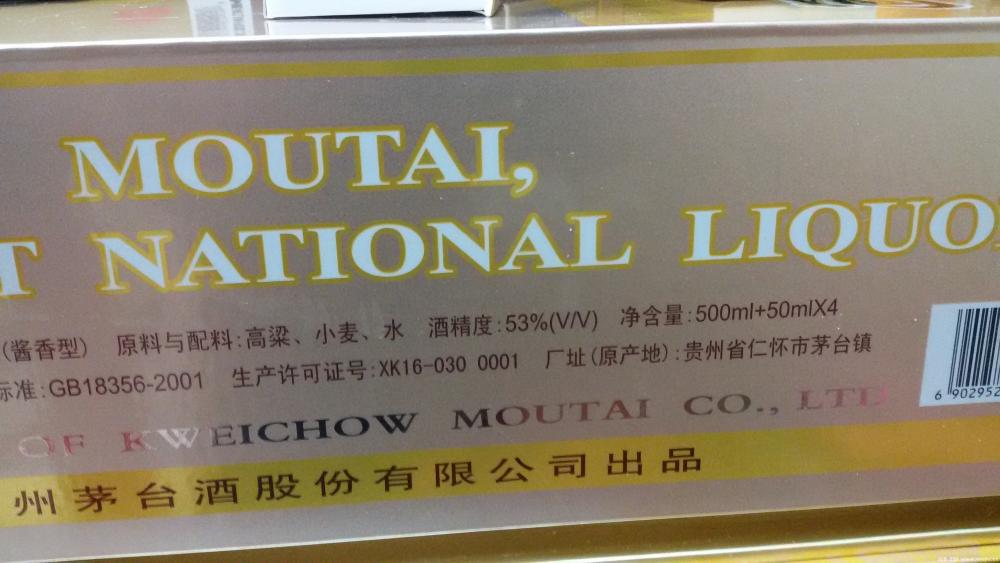 MOUTAI,
T NATIONAL LIQUO
(酱香型) 原料与配料:高粱、小麦、水 酒精度:53%(V/V) 净含量:500ml+50mlX4
标准:GB18356-2001 生产许可证号:XK16-030 0001 厂址(原产地):贵州省仁怀市茅台镇
6 902952
OF KWEICHOW MOUTAI CO., LTD
州茅台酒股份有限公司出品